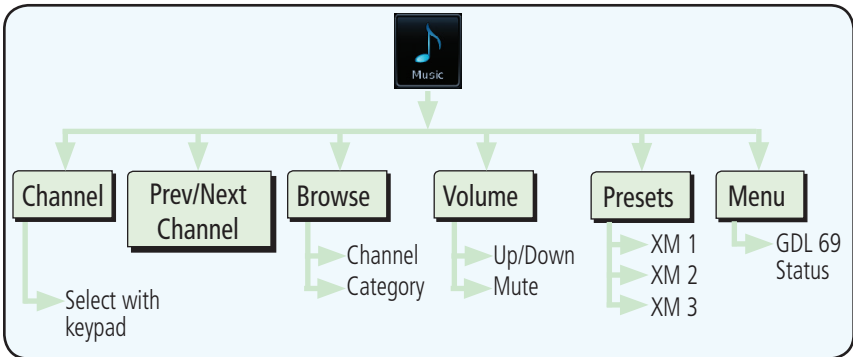 Music
Channel
Prev/Next
Channel
Browse
Volume
Presets
Menu
Select with
keypad
Channel
Category
Up/Down
Mute
XM 1
XM 2
XM 3
GDL 69
Status